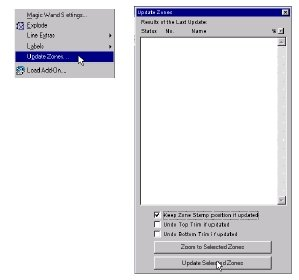 Magic Wand Settings...
Explode
Line Extras
Labels
Update Zones...
Load Add-On...
Update Zones
Results of the Last Update:
Status No. Name
Keep Zone Stamp position if updated
Undo Top Trim if updated
Undo Bottom Trim if updated
Zoom to Selected Zones
Update Selected Zones